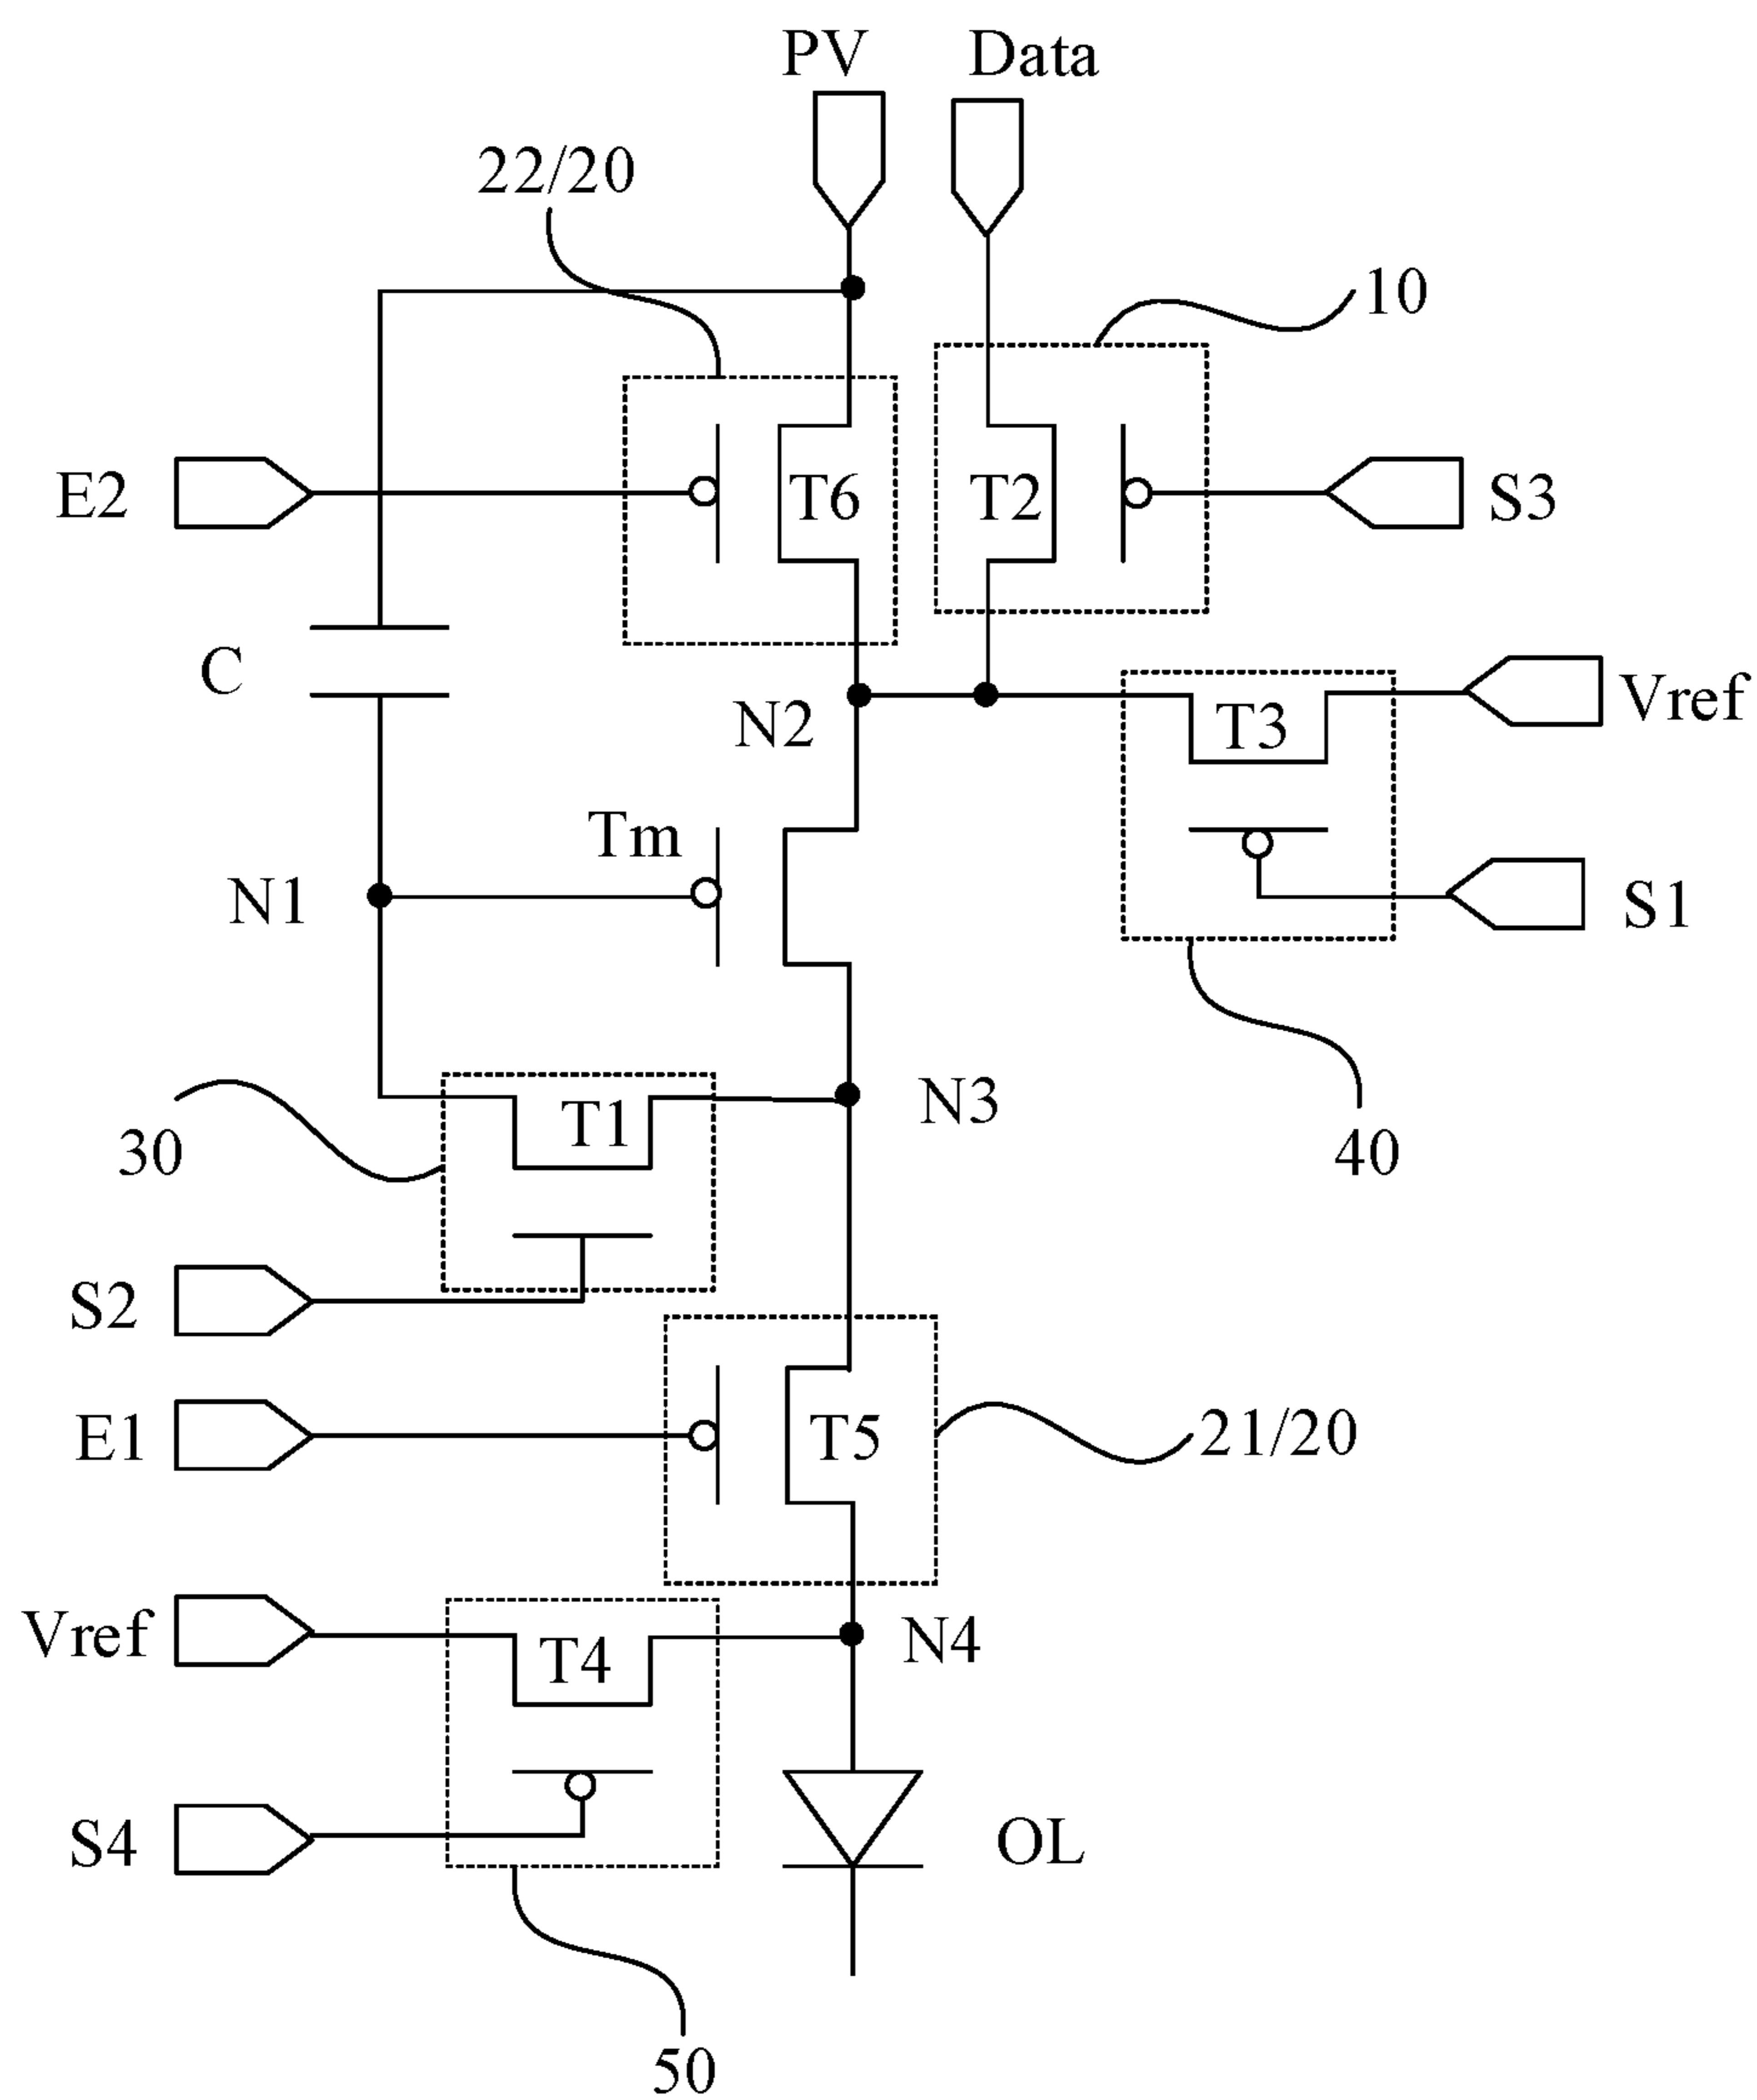 PV Data
22/20
10
E2 T6 T2 S3
C N2 T3 Vref
Tm
N1 S1
T1 N3
30 40
S2
E1 T5 21/20
Vref T4 N4
S4 OL
50